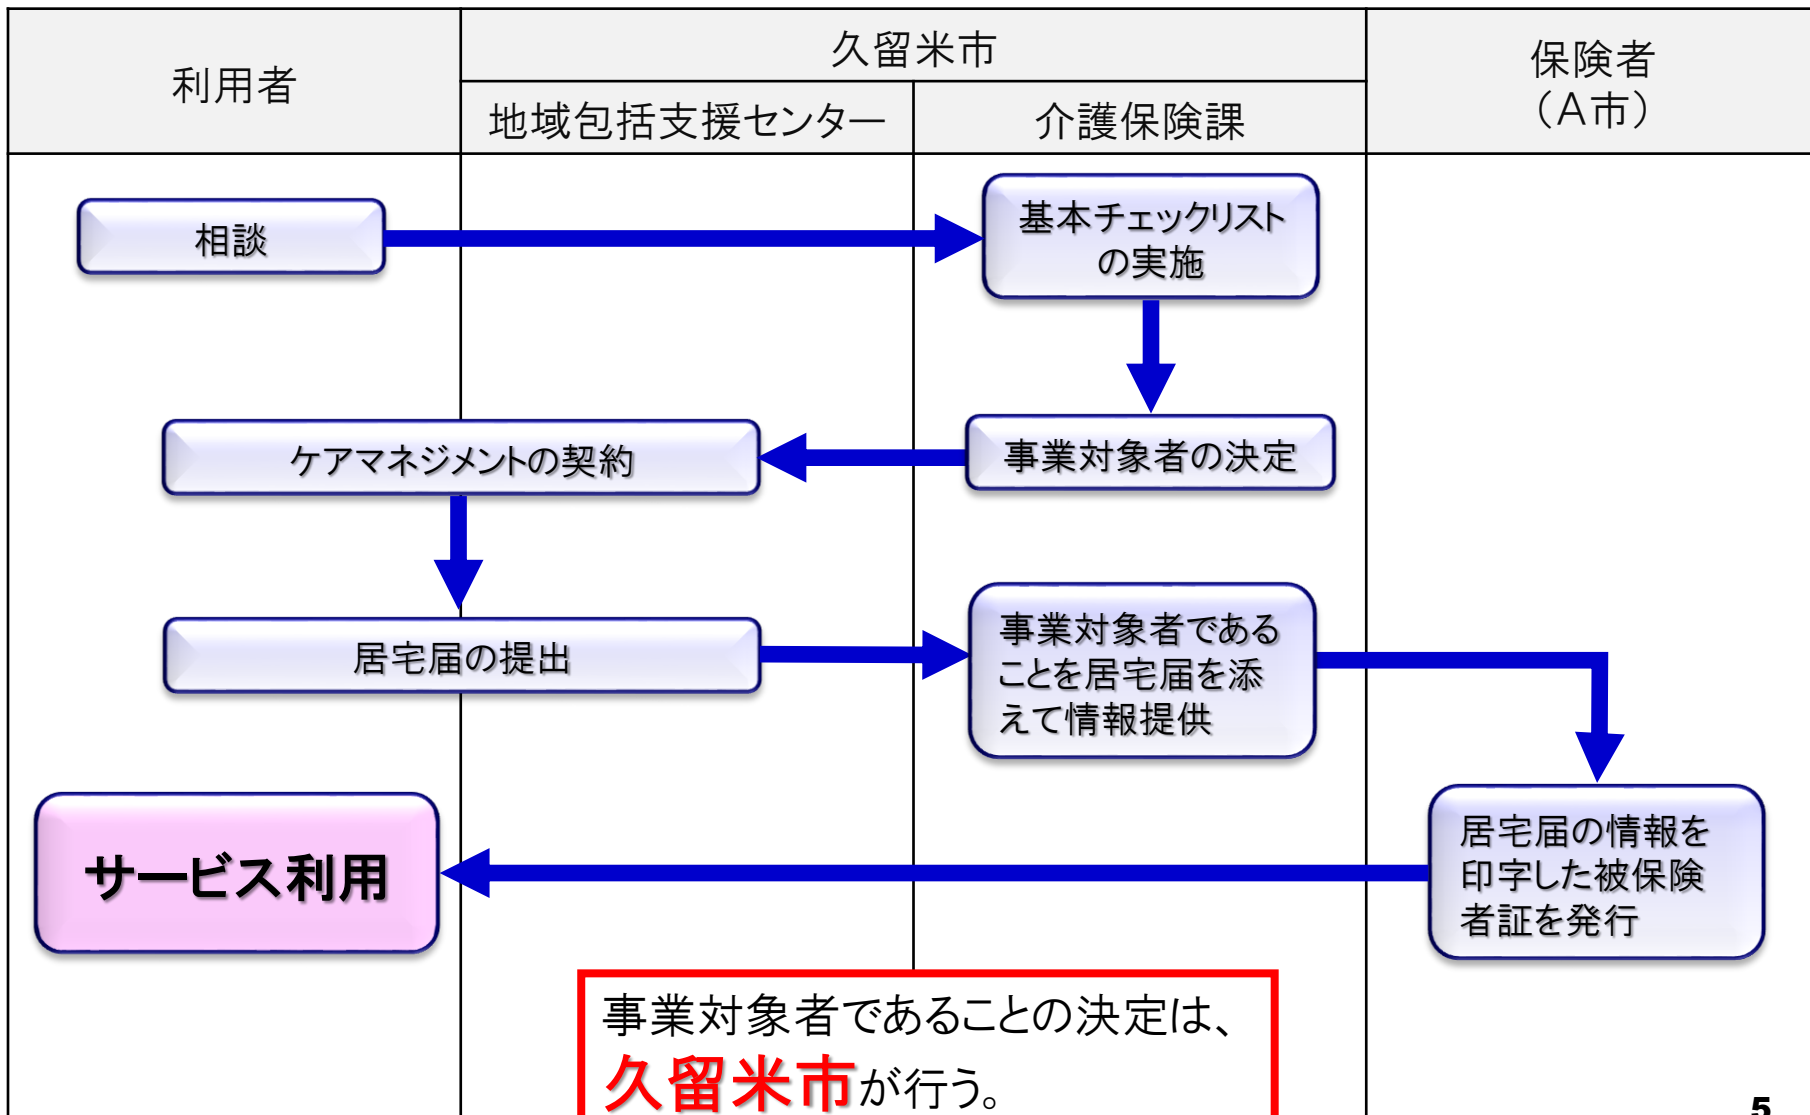 利用者
久留米市
保険者
（A市）
地域包括支援センター
介護保険課
相談
基本チェックリスト
の実施
ケアマネジメントの契約
事業対象者の決定
居宅届の提出
事業対象者である
ことを居宅届を添
えて情報提供
サービス利用
居宅届の情報を
印字した被保険
者証を発行
事業対象者であることの決定は、
久留米市が行う。
5